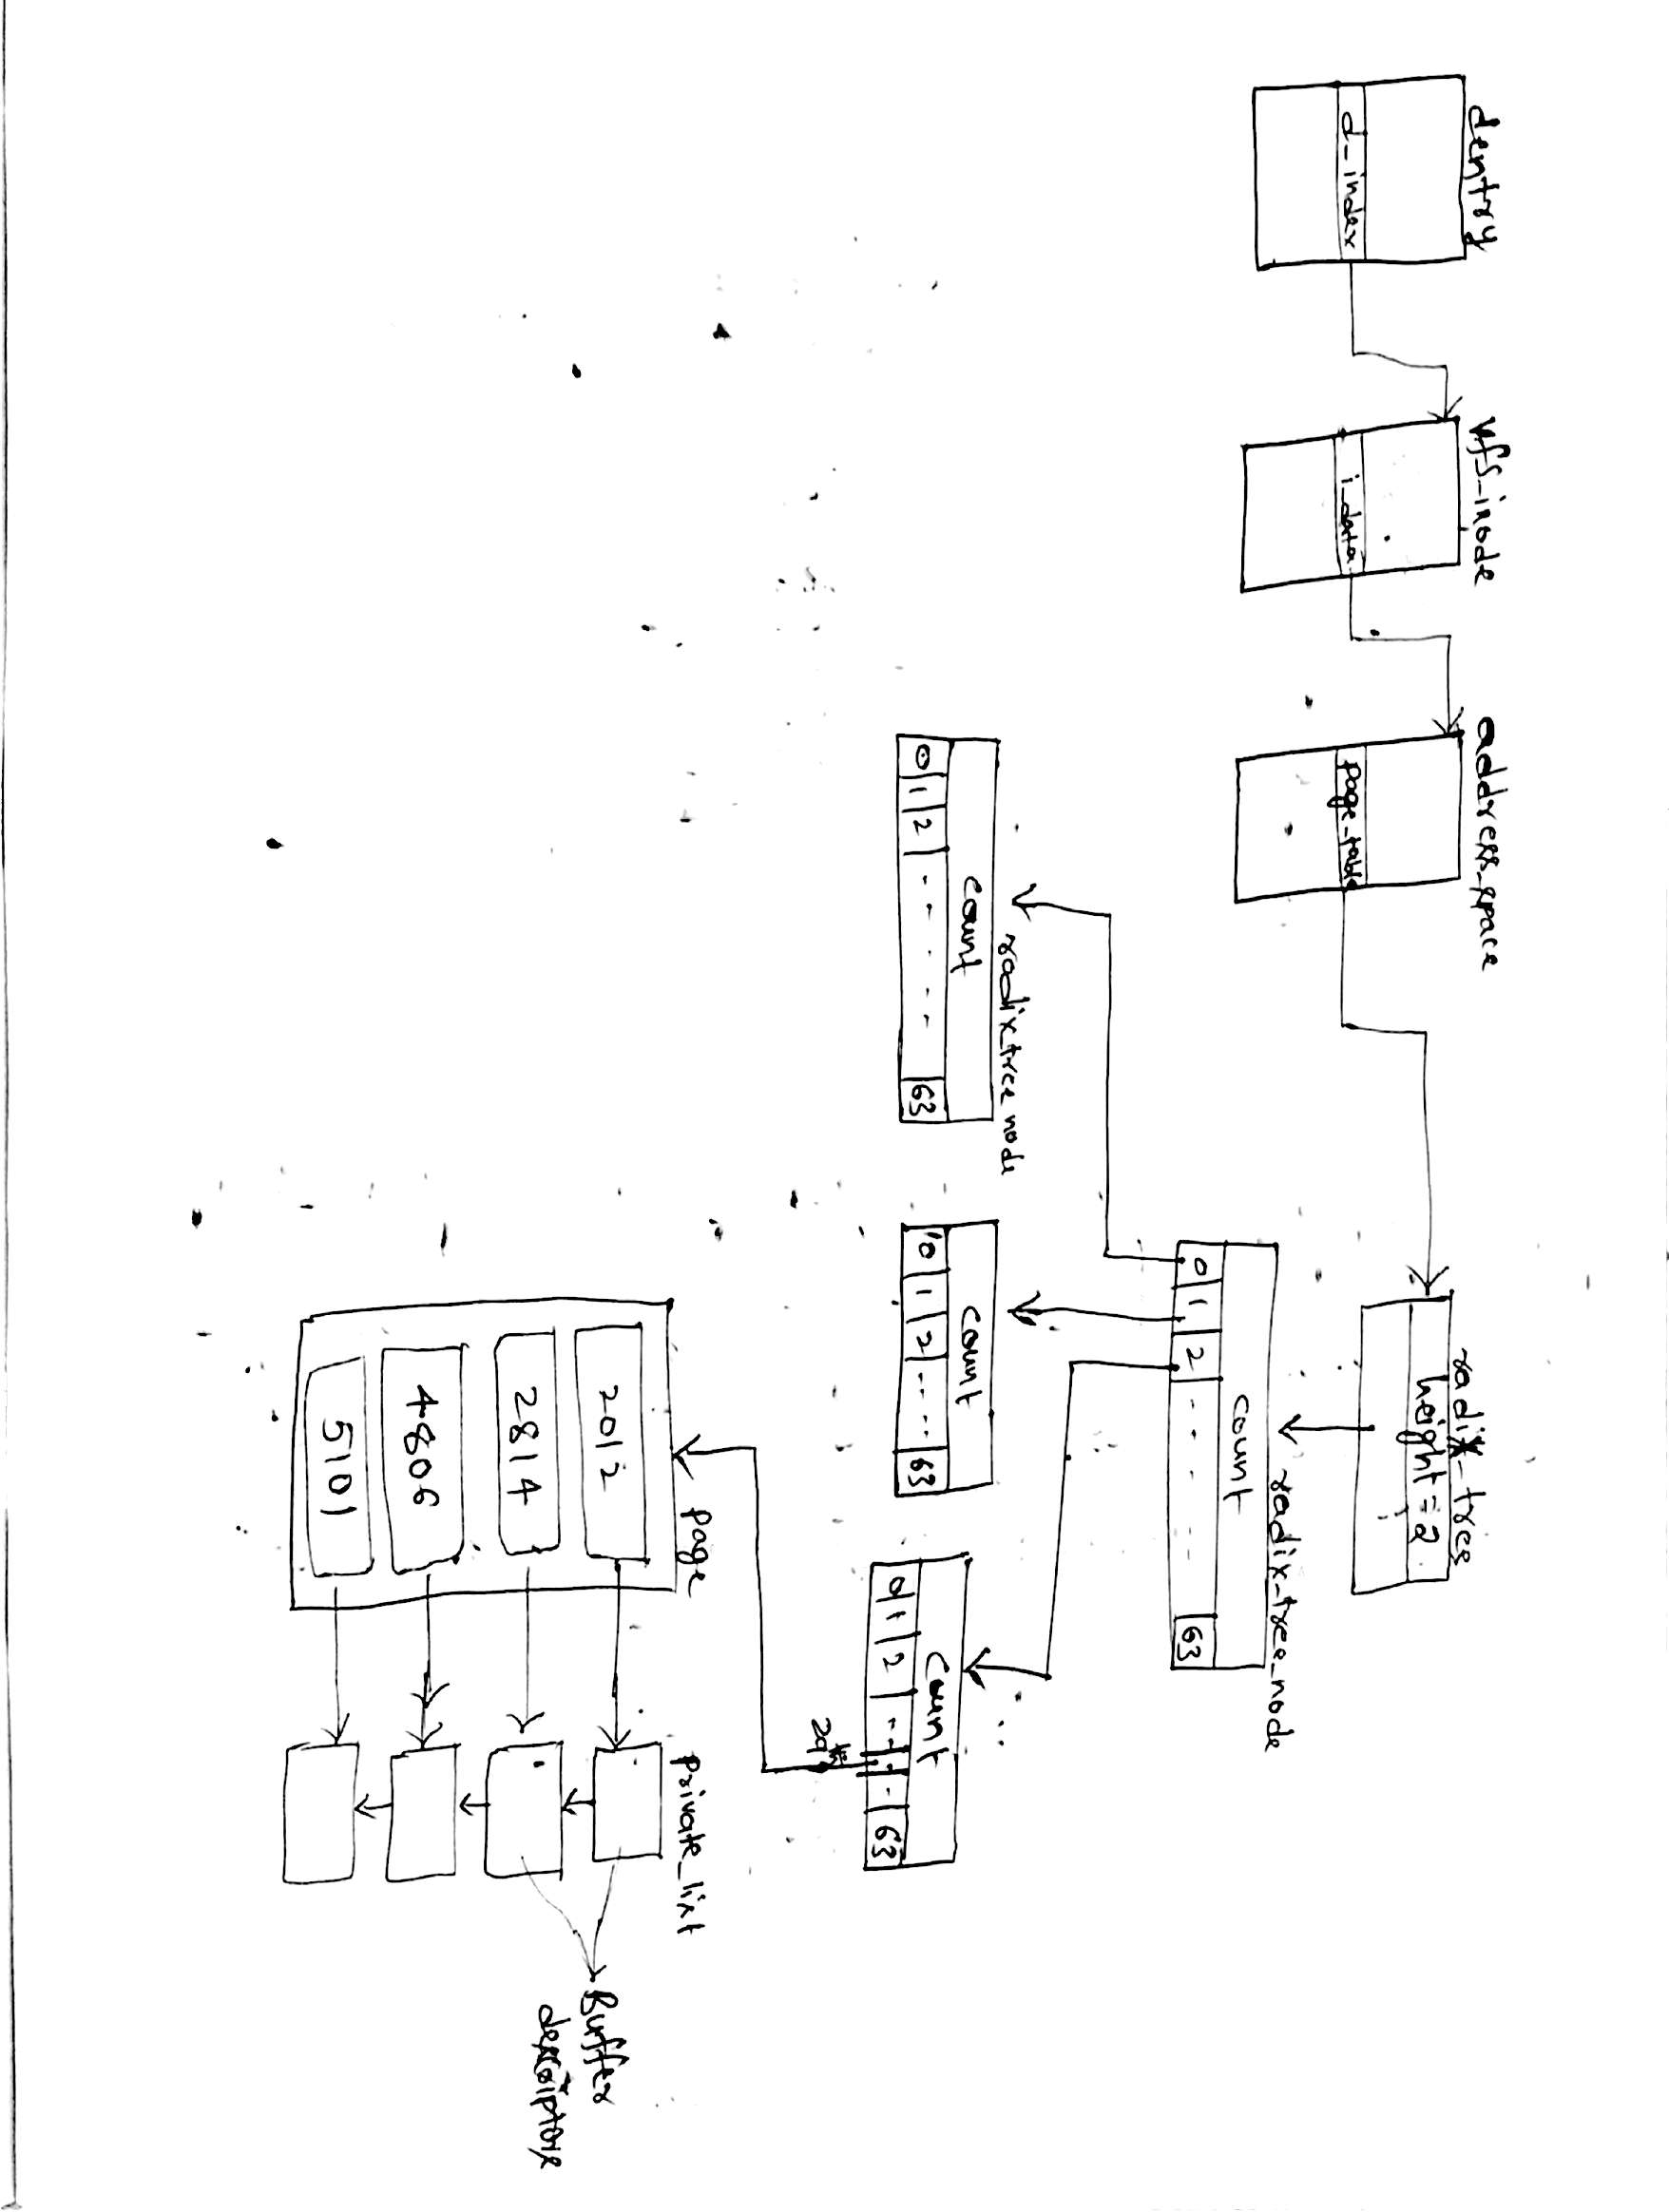 dentry
vfs_inode
address_space
radix_tree
height = 2
d_index
i_data
page_table
radix_tree_node
count
0 1 2 - - - - - 63
radix tree node
count
0 1 2 - - - - - 63
count
0 1 2 - - - - 63
count
0 1 2 - - - - 63
29th
page
private_list
2012
2814
4806
5101
Buffer
descriptors